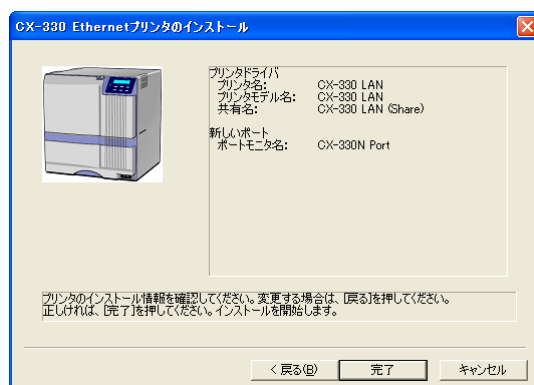 CX-330 Ethernetプリンタのインストール
プリンタドライバ
プリンタ名: CX-330 LAN
プリンタモデル名: CX-330 LAN
共有名: CX-330 LAN (Share)
新しいポート
ポートモニタ名: CX-330N Port
プリンタのインストール情報を確認してください。変更する場合は、[戻る]を押してください。
正しければ、[完了]を押してください。インストールを開始します。
< 戻る(B)
完了
キャンセル